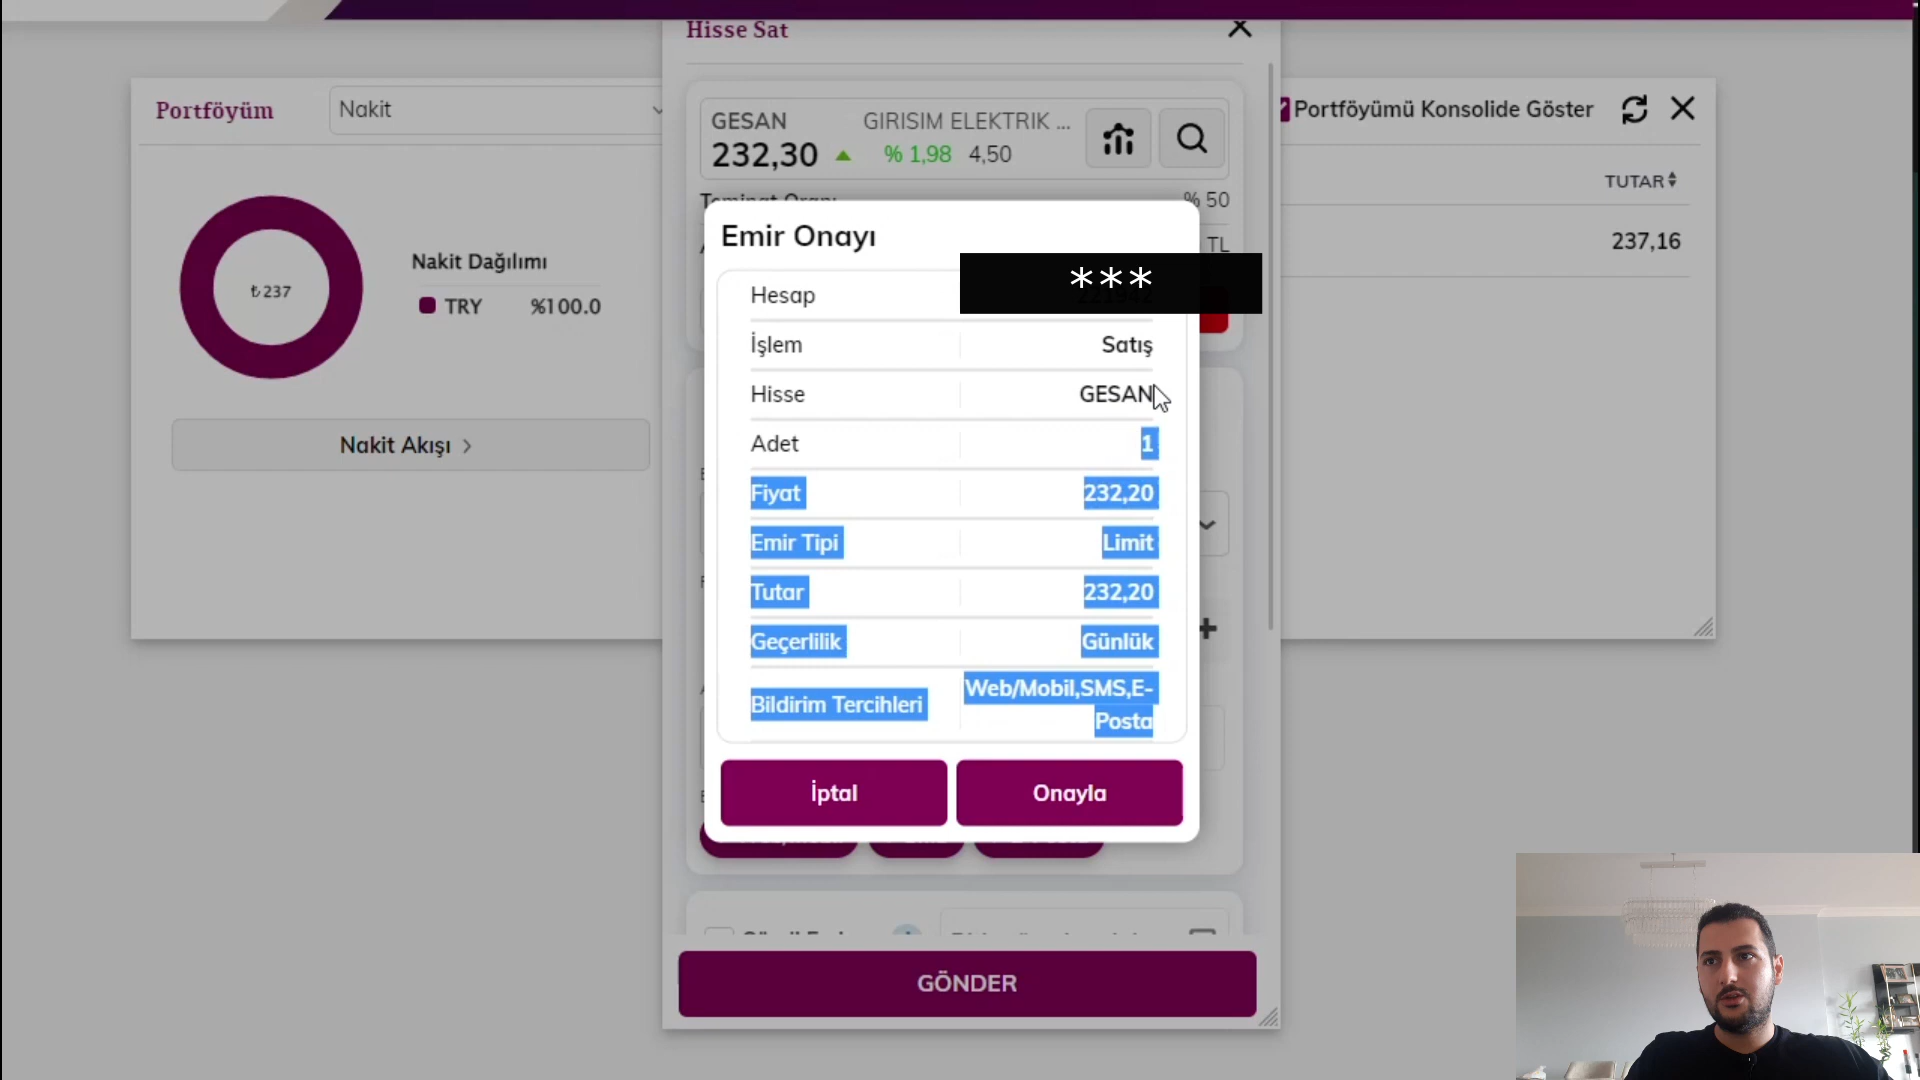 Hisse Sat
Portföyüm
Nakit
GESAN
GIRISIM ELEKTRIK ...
232,30
% 1,98
4,50
Portföyümü Konsolide Göster
TUTAR
% 50
TL
237,16
Nakit Dağılımı
₺237
TRY
%100.0
Nakit Akışı >
Emir Onayı
Hesap
***
İşlem
Satış
Hisse
GESAN
Adet
1
Fiyat
232,20
Emir Tipi
Limit
Tutar
232,20
Geçerlilik
Günlük
Bildirim Tercihleri
Web/Mobil,SMS,E-
Posta
İptal
Onayla
GÖNDER